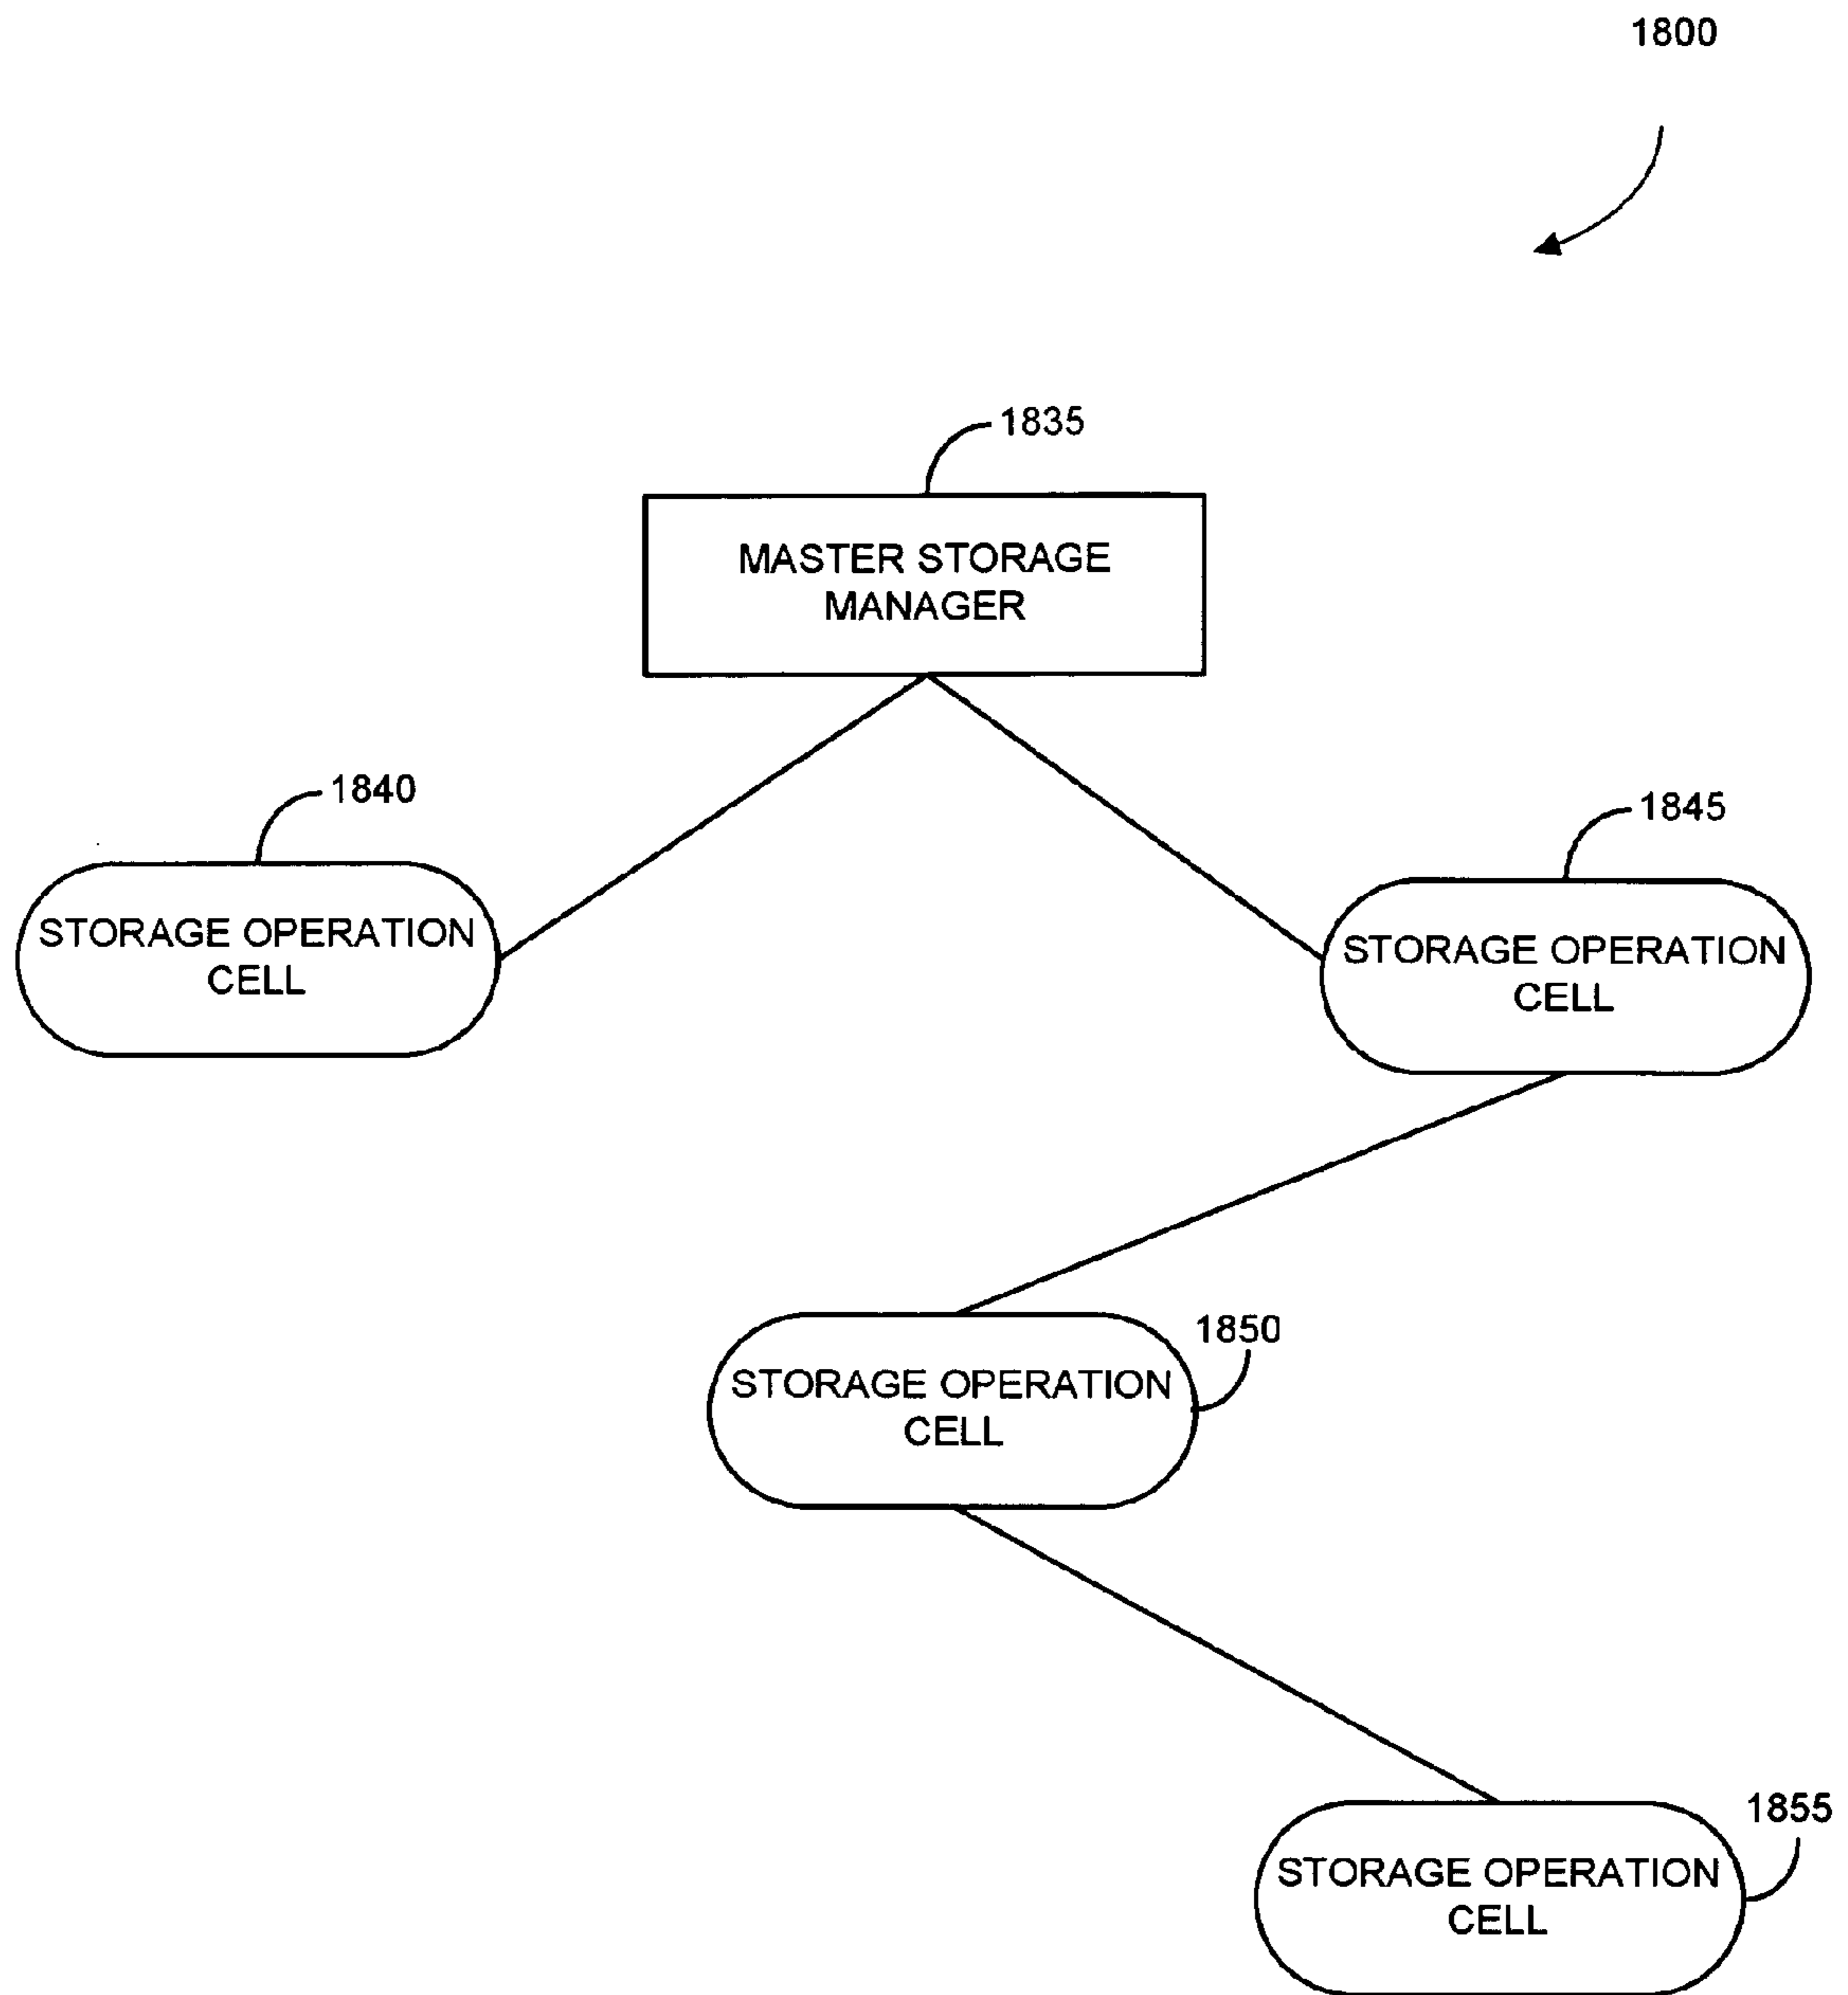 1800
1835
MASTER STORAGE
MANAGER
1840
STORAGE OPERATION
CELL
1845
STORAGE OPERATION
CELL
1850
STORAGE OPERATION
CELL
1855
STORAGE OPERATION
CELL